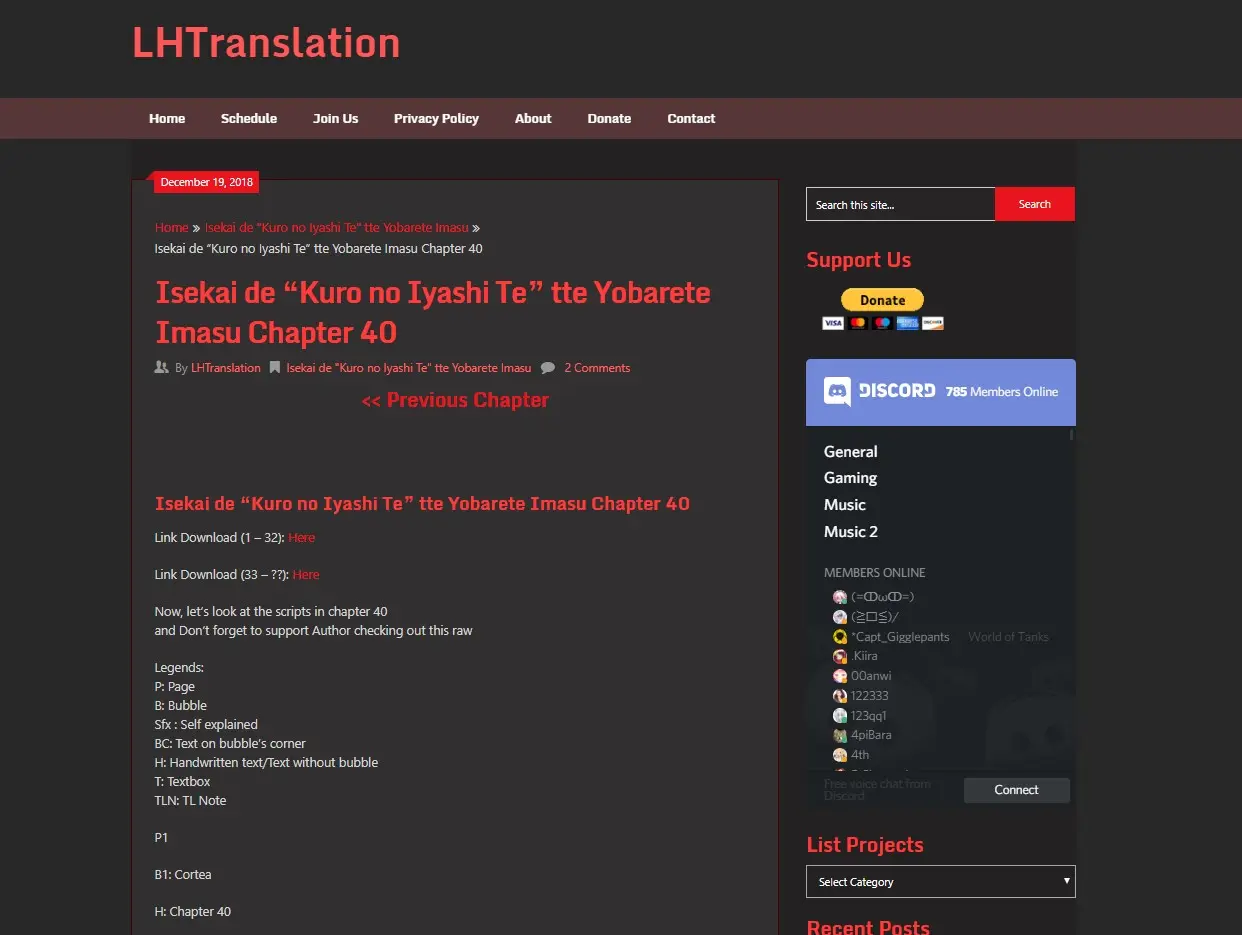 LHTranslation
Home Schedule Join Us Privacy Policy About Donate Contact
December 19, 2018
Home » Isekai de "Kuro no Iyashi Te" tte Yobarete Imasu »
Isekai de “Kuro no Iyashi Te” tte Yobarete Imasu Chapter 40
Isekai de “Kuro no Iyashi Te” tte Yobarete
Imasu Chapter 40
By LHTranslation Isekai de "Kuro no Iyashi Te" tte Yobarete Imasu 2 Comments
<< Previous Chapter
Isekai de “Kuro no Iyashi Te” tte Yobarete Imasu Chapter 40
Link Download (1 – 32): Here
Link Download (33 – ??): Here
Now, let’s look at the scripts in chapter 40
and Don’t forget to support Author checking out this raw
Legends:
P: Page
B: Bubble
Sfx : Self explained
BC: Text on bubble’s corner
H: Handwritten text/Text without bubble
T: Textbox
TLN: TL Note
P1
B1: Cortea
H: Chapter 40
Search this site...
Search
Support Us
Donate
VISA
DISCORD 785 Members Online
General
Gaming
Music
Music 2
MEMBERS ONLINE
(=ↀωↀ=)
(≧ロ≦)/
*Capt_Gigglepants World of Tanks
.Kiira
00anwi
122333
123qq1
4piBara
4th
Free voice chat from
Discord
Connect
List Projects
Select Category
Recent Posts